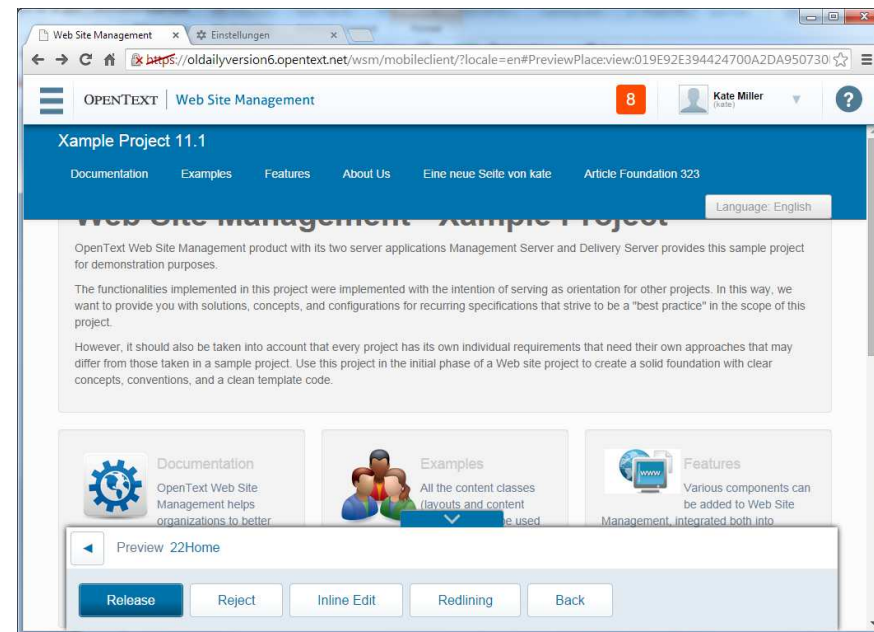 Web Site Management
Einstellungen
https://oldailyversion6.opentext.net/wsm/mobileclient/?locale=en#PreviewPlace:view:019E92E394424700A2DA950730
OPENTEXT | Web Site Management
8
Kate Miller
(kate)
?
Xample Project 11.1
Documentation Examples Features About Us Eine neue Seite von kate Article Foundation 323
Language: English
Web Site Management - Xample Project
OpenText Web Site Management product with its two server applications Management Server and Delivery Server provides this sample project
for demonstration purposes.
The functionalities implemented in this project were implemented with the intention of serving as orientation for other projects. In this way, we
want to provide you with solutions, concepts, and configurations for recurring specifications that strive to be a "best practice" in the scope of this
project.
However, it should also be taken into account that every project has its own individual requirements that need their own approaches that may
differ from those taken in a sample project. Use this project in the initial phase of a Web site project to create a solid foundation with clear
concepts, conventions, and a clean template code.
Documentation
OpenText Web Site
Management helps
organizations to better
Examples
All the content classes
(layouts and content
be used
www
Features
Various components can
be added to Web Site
Management, integrated both into
Preview 22Home
Release Reject Inline Edit Redlining Back